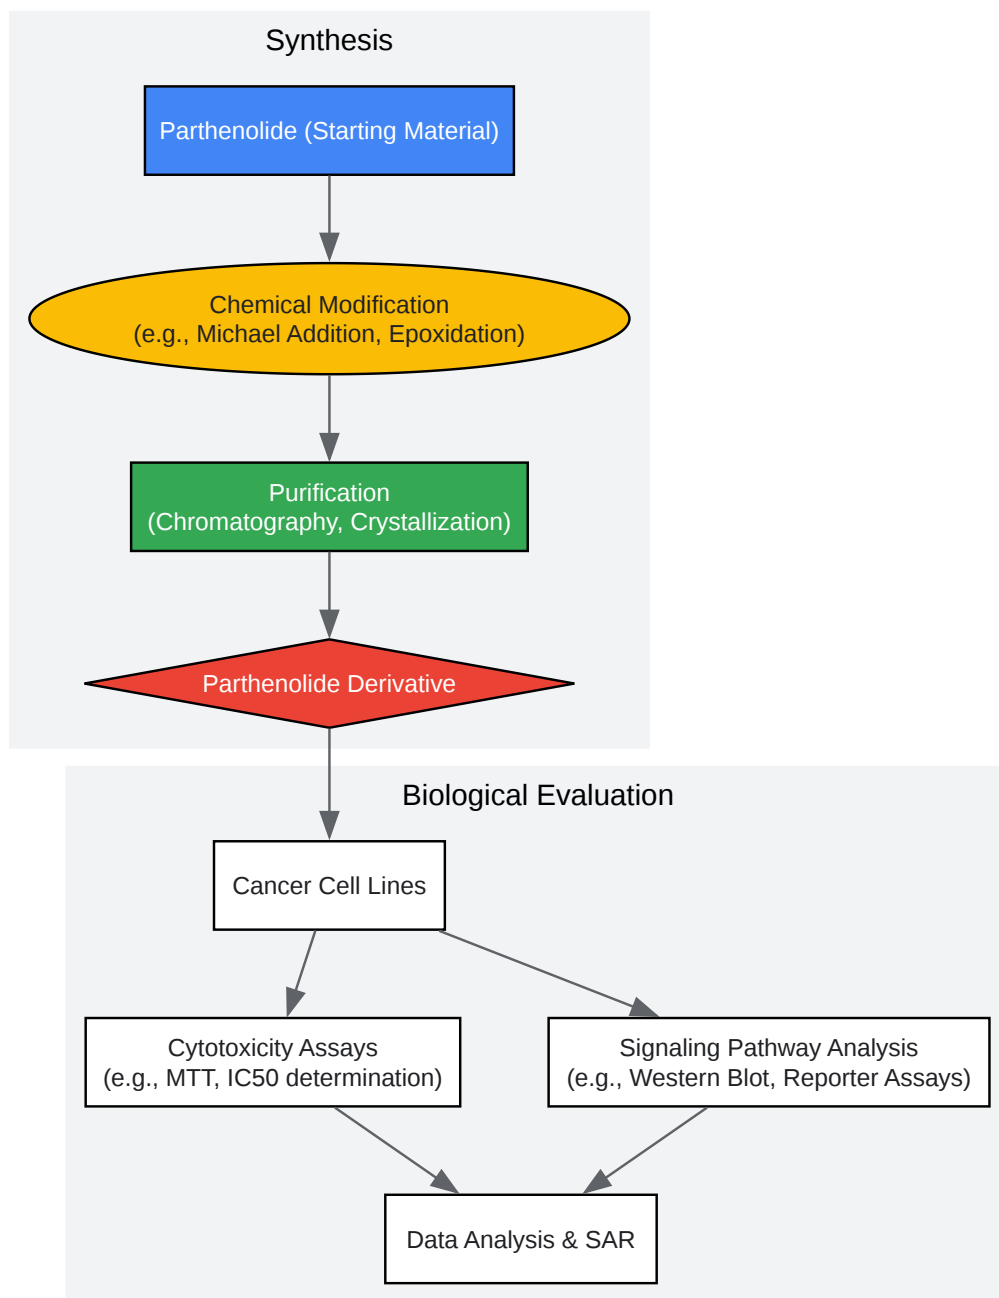 Synthesis
Parthenolide (Starting Material)
Chemical Modification
(e.g., Michael Addition, Epoxidation)
Purification
(Chromatography, Crystallization)
Parthenolide Derivative
Biological Evaluation
Cancer Cell Lines
Cytotoxicity Assays
(e.g., MTT, IC50 determination)
Signaling Pathway Analysis
(e.g., Western Blot, Reporter Assays)
Data Analysis & SAR